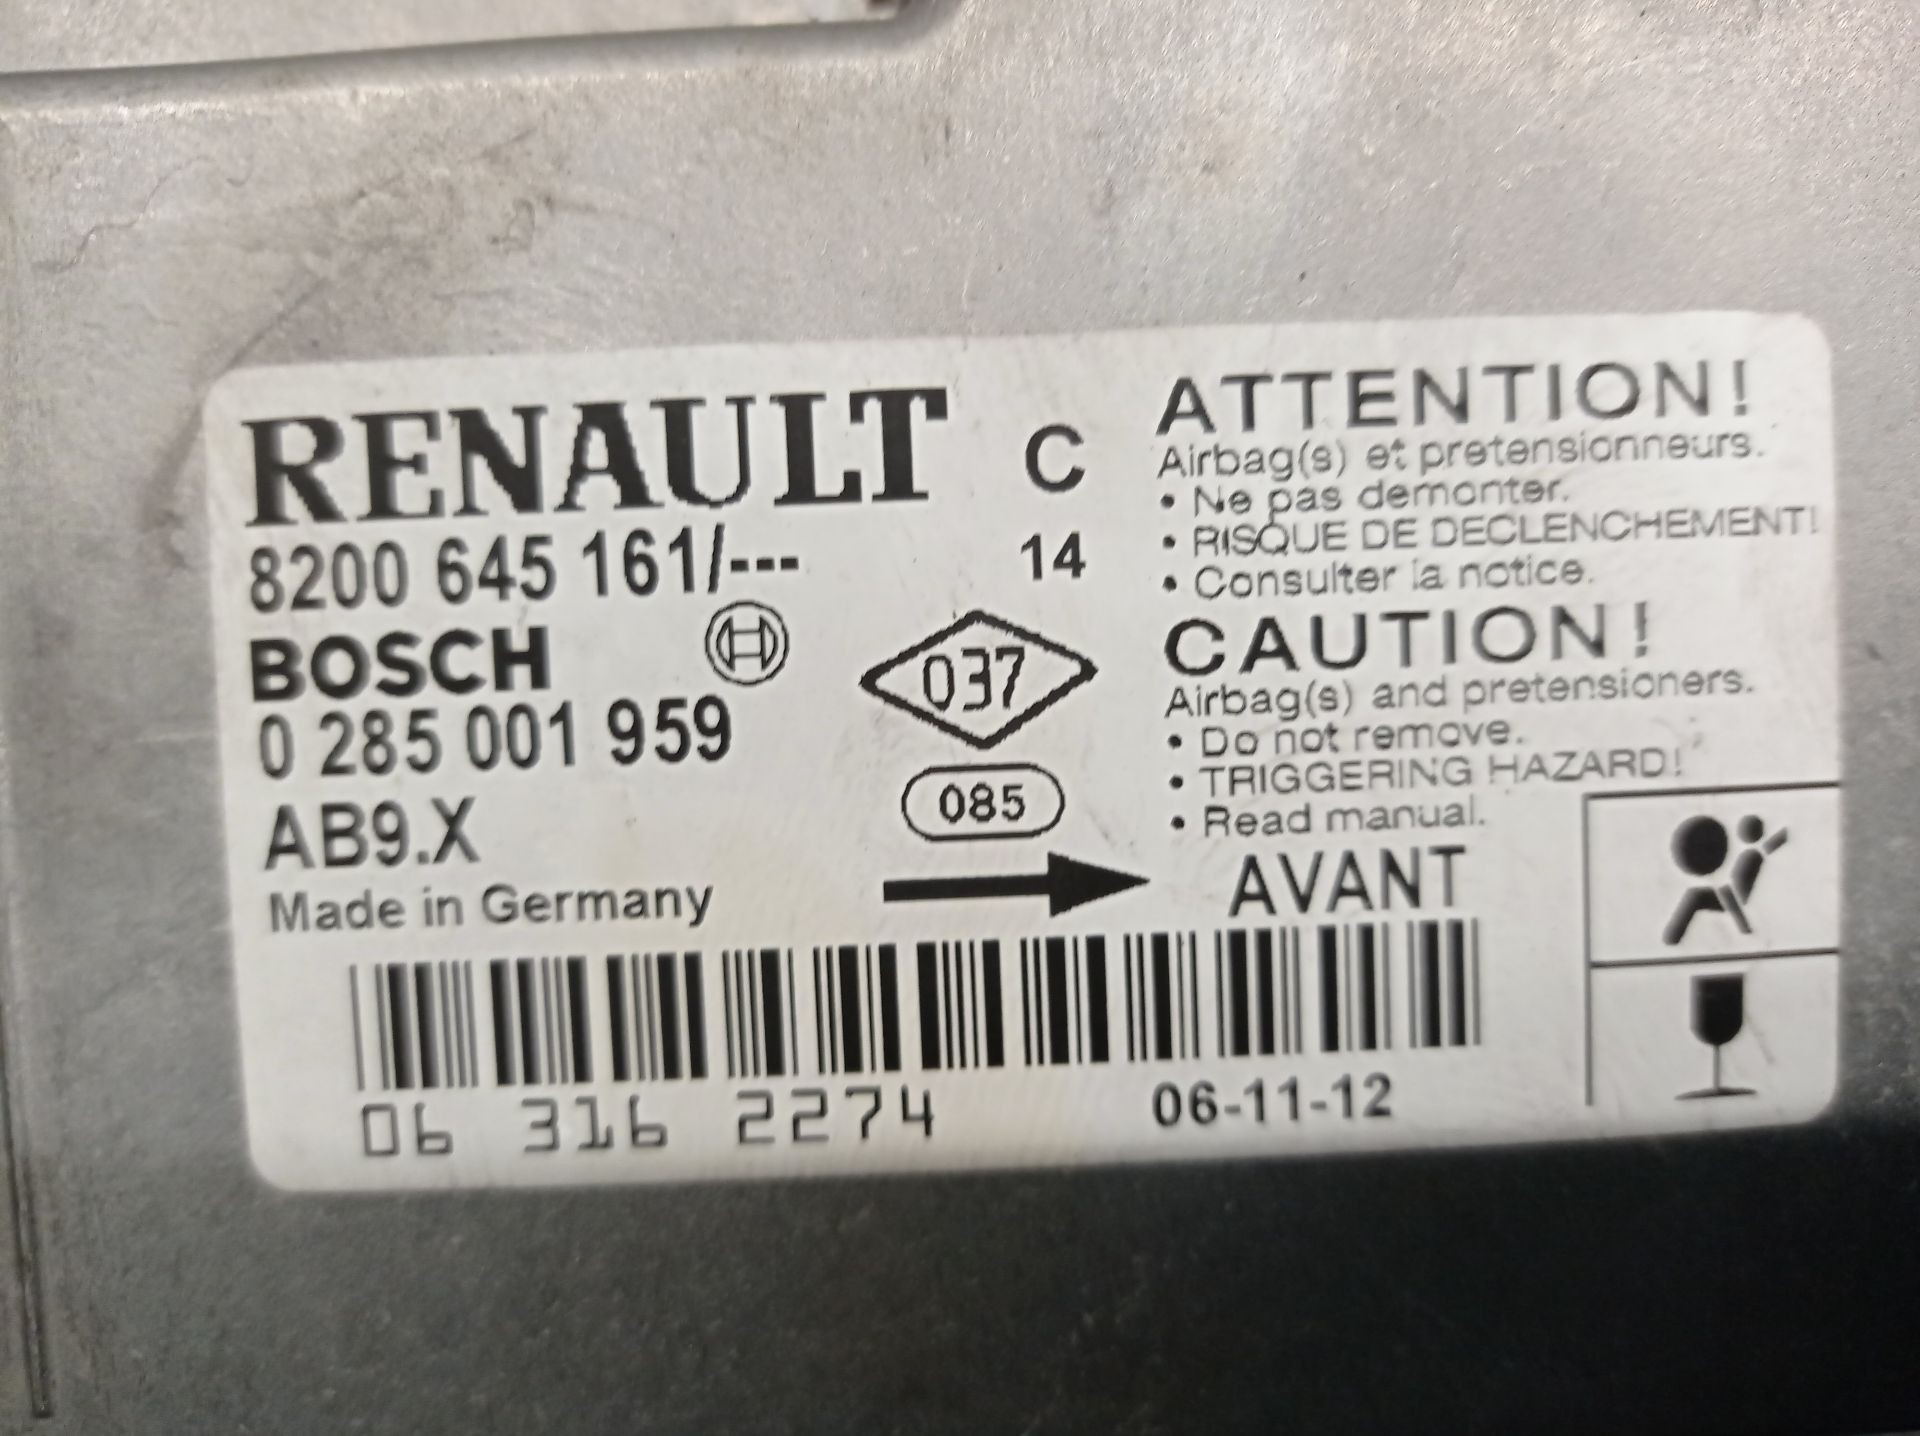 RENAULT C
8200 645 161/--- 14
BOSCH
0 285 001 959
AB9.X
Made in Germany
037
085
ATTENTION!
Airbag(s) et pretensionneurs.
• Ne pas demonter.
• RISQUE DE DECLENCHEMENT!
• Consulter la notice.
CAUTION!
Airbag(s) and pretensioners.
• Do not remove.
• TRIGGERING HAZARD!
• Read manual.
AVANT
06 316 2274 06-11-12